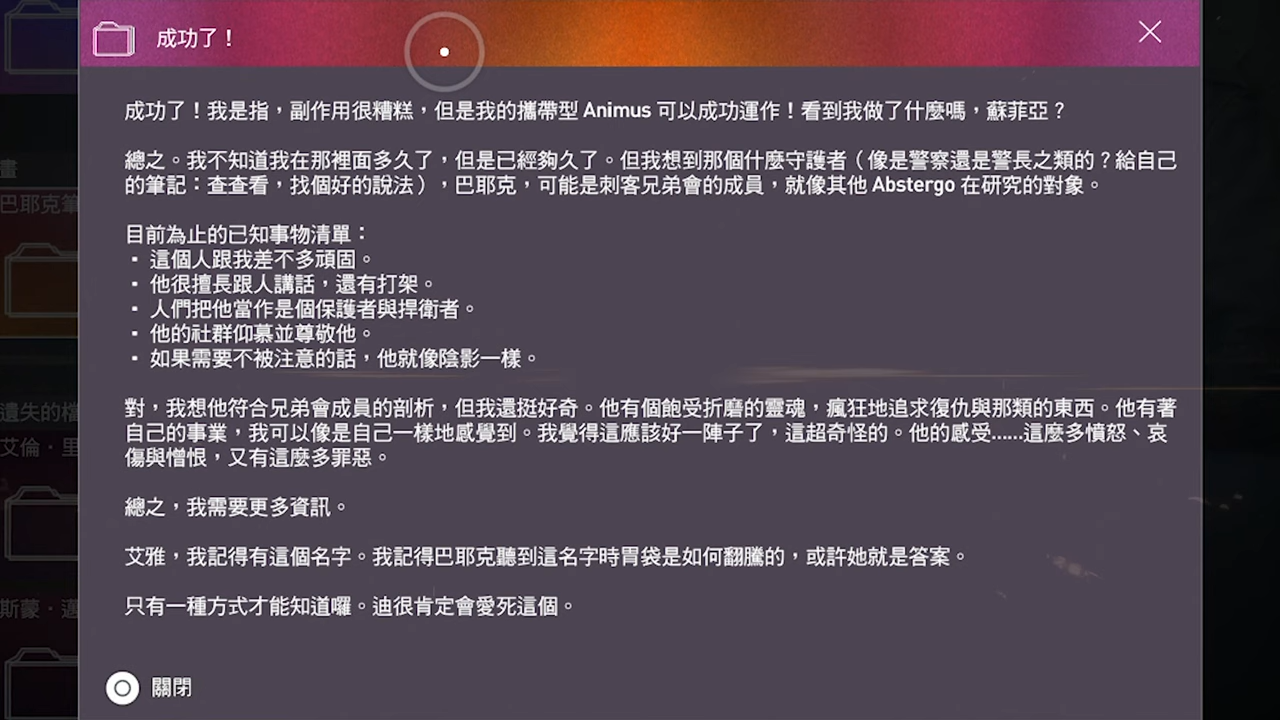 成功了！
成功了！我是指，副作用很糟糕，但是我的攜帶型 Animus 可以成功運作！看到我做了什麼嗎，蘇菲亞？
總之。我不知道我在那裡面多久了，但是已經夠久了。但我想到那個什麼守護者（像是警察還是警長之類的？給自己
的筆記：查查看，找個好的說法），巴耶克，可能是刺客兄弟會的成員，就像其他 Abstergo 在研究的對象。
目前為止的已知事物清單：
▪ 這個人跟我差不多頑固。
▪ 他很擅長跟人講話，還有打架。
▪ 人們把他當作是個保護者與捍衛者。
▪ 他的社群仰慕並尊敬他。
▪ 如果需要不被注意的話，他就像陰影一樣。
對，我想他符合兄弟會成員的剖析，但我還挺好奇。他有個飽受折磨的靈魂，瘋狂地追求復仇與那類的東西。他有著
自己的事業，我可以像是自己一樣地感覺到。我覺得這應該好一陣子了，這超奇怪的。他的感受……這麼多憤怒、哀
傷與憎恨，又有這麼多罪惡。
總之，我需要更多資訊。
艾雅，我記得有這個名字。我記得巴耶克聽到這名字時胃袋是如何翻騰的，或許她就是答案。
只有一種方式才能知道囉。迪很肯定會愛死這個。
關閉
畫
巴耶克筆
遺失的檔
艾倫・里
斯蒙・邁